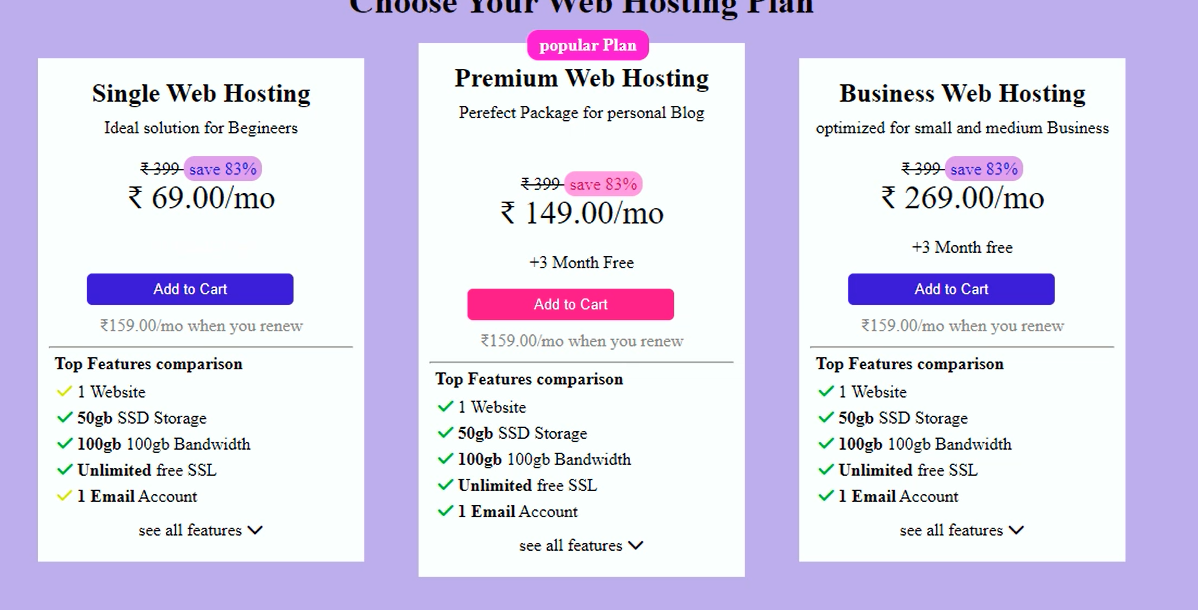 Choose Your Web Hosting Plan
Single Web Hosting
Ideal solution for Begineers
₹ 399 save 83%
₹ 69.00/mo
Add to Cart
₹159.00/mo when you renew
Top Features comparison
1 Website
50gb SSD Storage
100gb 100gb Bandwidth
Unlimited free SSL
1 Email Account
see all features
popular Plan
Premium Web Hosting
Perefect Package for personal Blog
₹ 399 save 83%
₹ 149.00/mo
+3 Month Free
Add to Cart
₹159.00/mo when you renew
Top Features comparison
1 Website
50gb SSD Storage
100gb 100gb Bandwidth
Unlimited free SSL
1 Email Account
see all features
Business Web Hosting
optimized for small and medium Business
₹ 399 save 83%
₹ 269.00/mo
+3 Month free
Add to Cart
₹159.00/mo when you renew
Top Features comparison
1 Website
50gb SSD Storage
100gb 100gb Bandwidth
Unlimited free SSL
1 Email Account
see all features